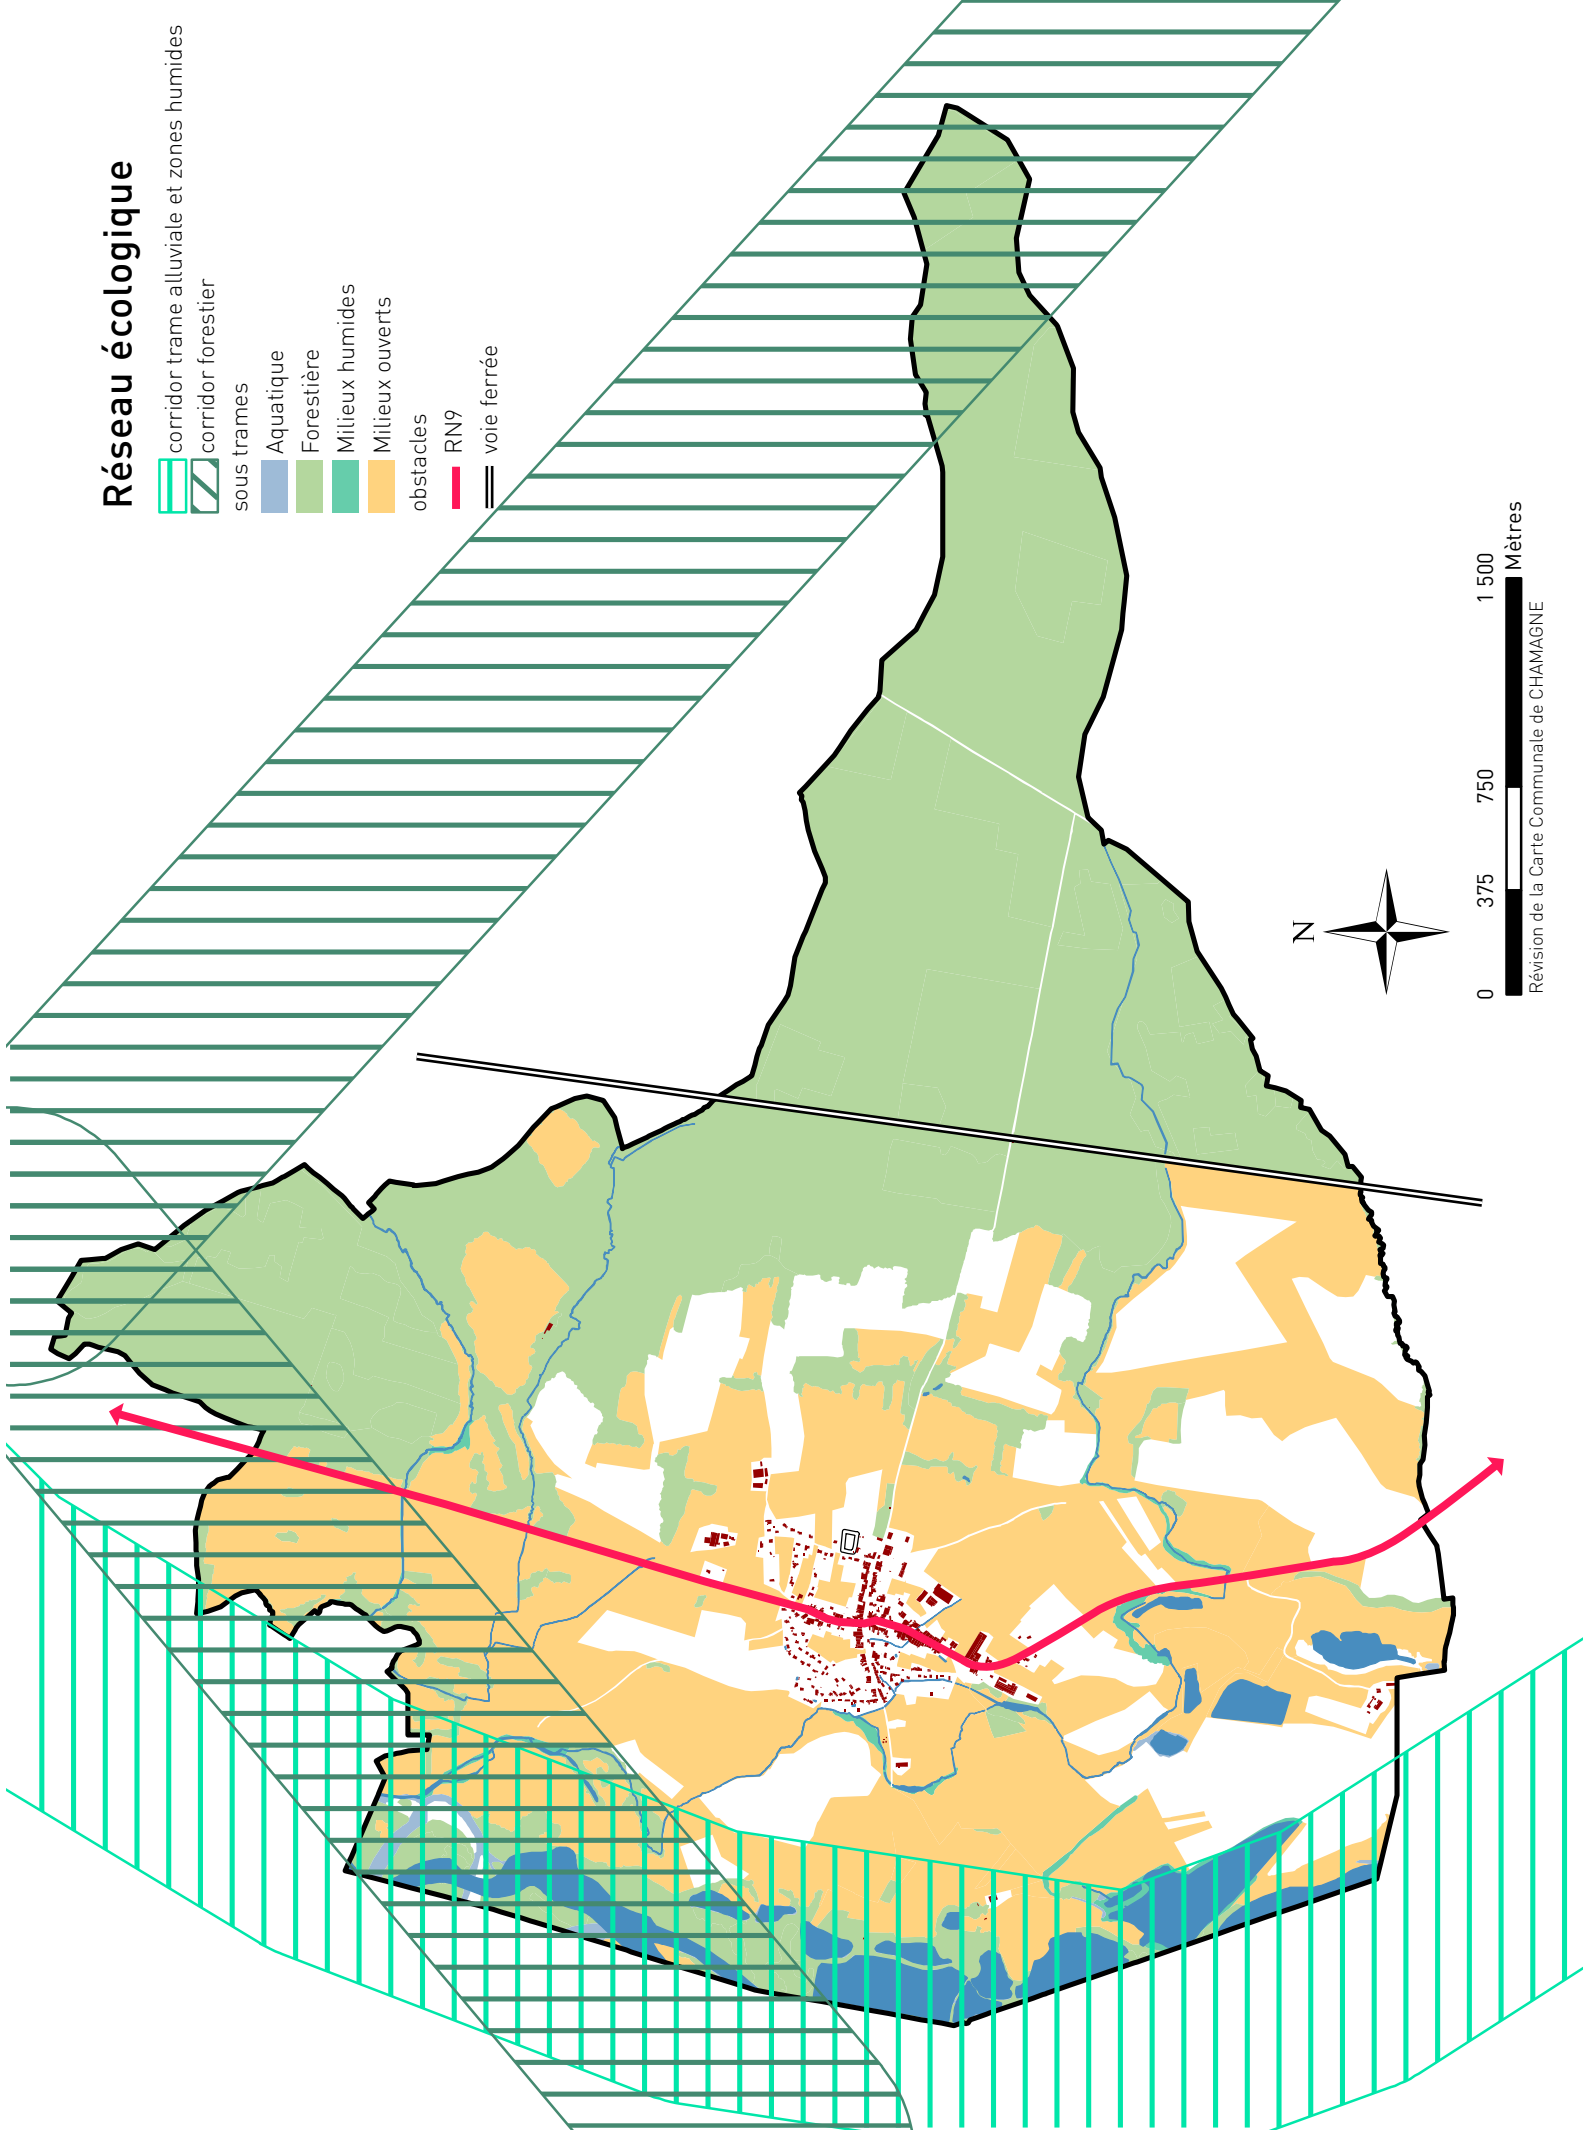 Réseau écologique
corridor trame alluviale et zones humides
corridor forestier
sous trames
Aquatique
Forestière
Milieux humides
Milieux ouverts
obstacles
RN9
voie ferrée
N
0 375 750 1 500
Mètres
Révision de la Carte Communale de CHAMAGNE